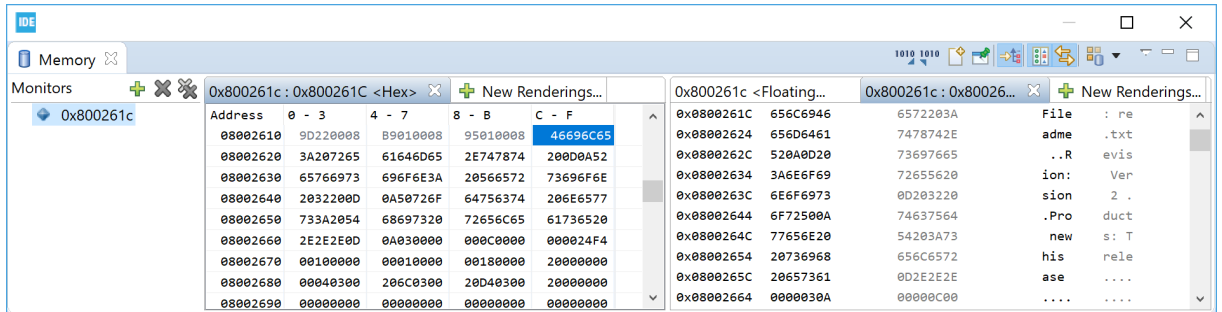 IDE
Memory
1010 1010
Monitors
0x800261c : 0x800261C <Hex> New Renderings...
0x800261c <Floating... 0x800261c : 0x80026... New Renderings...
0x800261c
Address 0 - 3 4 - 7 8 - B C - F
08002610 9D220008 B9010008 95010008 46696C65
08002620 3A207265 61646D65 2E747874 200D0A52
08002630 65766973 696F6E3A 20566572 73696F6E
08002640 2032200D 0A50726F 64756374 206E6577
08002650 733A2054 68697320 72656C65 61736520
08002660 2E2E2E0D 0A030000 000C0000 000024F4
08002670 00100000 00010000 00180000 20000000
08002680 00040300 206C0300 20D40300 20000000
08002690 00000000 00000000 00000000 00000000
0x0800261C 656C6946 6572203A File : re
0x08002624 656D6461 7478742E adme .txt
0x0800262C 520A0D20 73697665 ..R evis
0x08002634 3A6E6F69 72655620 ion: Ver
0x0800263C 6E6F6973 0D203220 sion 2 .
0x08002644 6F72500A 74637564 .Pro duct
0x0800264C 77656E20 54203A73 new s: T
0x08002654 20736968 656C6572 his rele
0x0800265C 20657361 0D2E2E2E ase ....
0x08002664 0000030A 00000C00 .... ....